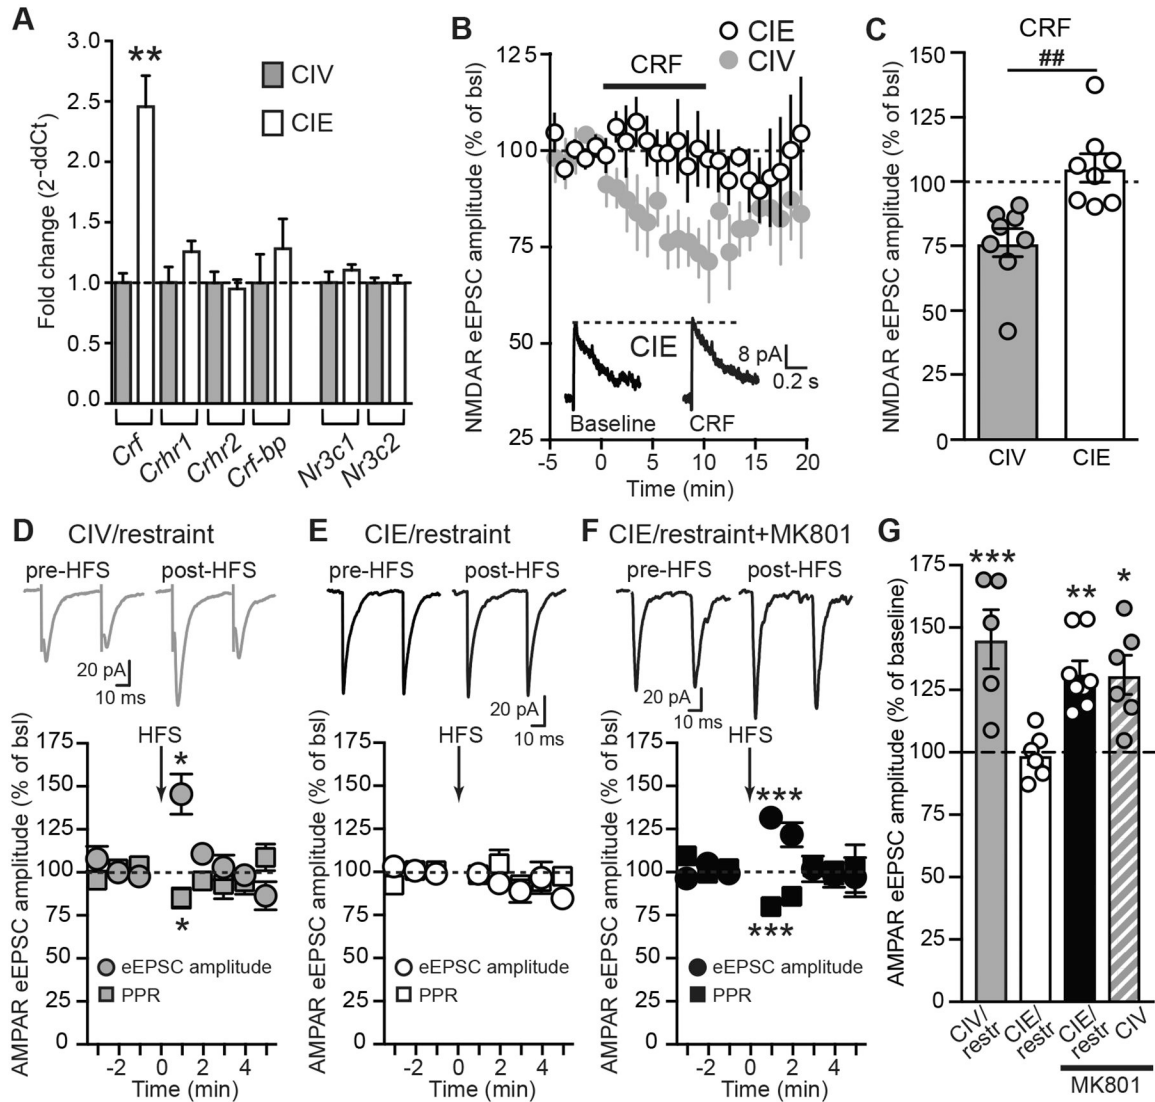 A
3.0
2.5
2.0
1.5
1.0
0.0
Fold change (2-ddCt)
**
CIV
CIE
Crf
Crhr1
Crhr2
Crf-bp
Nr3c1
Nr3c2
B
CIE
CIV
CRF
NMDAR eEPSC amplitude (% of bsl)
125
100
75
50
25
CIE
8 pA
0.2 s
Baseline
CRF
-5
0
5
10
15
20
Time (min)
C
CRF
##
NMDAR eEPSC amplitude (% of bsl)
150
125
100
75
50
25
0
CIV
CIE
D
CIV/restraint
pre-HFS
post-HFS
20 pA
10 ms
AMPAR eEPSC amplitude (% of bsl)
175
150
125
100
75
50
25
0
HFS
*
*
eEPSC amplitude
PPR
-2
0
2
4
Time (min)
E
CIE/restraint
pre-HFS
post-HFS
20 pA
10 ms
AMPAR eEPSC amplitude (% of bsl)
175
150
125
100
75
50
25
0
HFS
eEPSC amplitude
PPR
-2
0
2
4
Time (min)
F
CIE/restraint+MK801
pre-HFS
post-HFS
20 pA
10 ms
AMPAR eEPSC amplitude (% of bsl)
175
150
125
100
75
50
25
0
HFS
***
***
eEPSC amplitude
PPR
-2
0
2
4
Time (min)
G
AMPAR eEPSC amplitude (% of baseline)
175
150
125
100
75
50
25
0
***
**
*
CIV/
restr
CIE/
restr
CIE/
restr
CIV
MK801